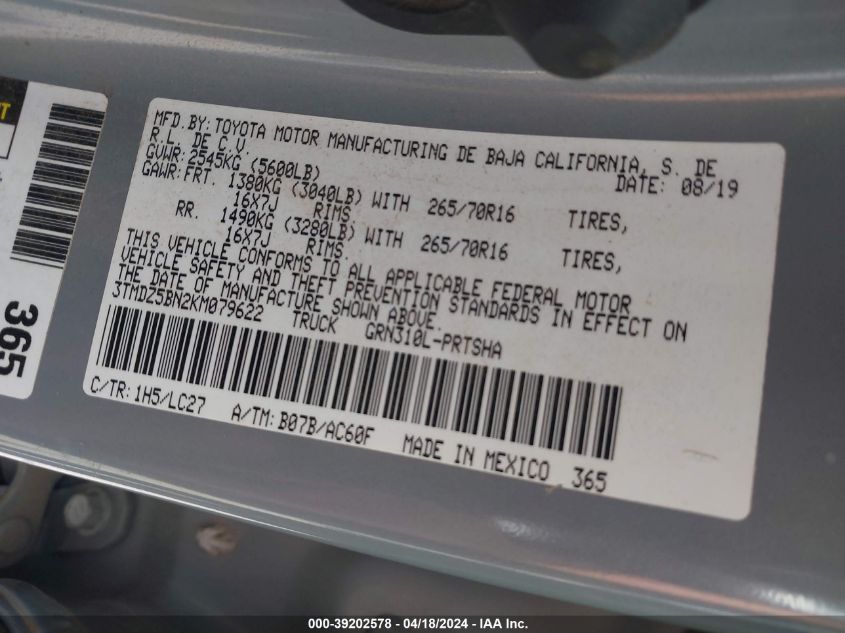 MFD.BY: TOYOTA MOTOR MANUFACTURING DE BAJA CALIFORNIA, S. DE
R.L. DE C.V. DATE: 08/19
GVWR: 2545KG (5600LB)
GAWR: FRT. 1380KG (3040LB) WITH 265/70R16 TIRES,
16X7J RIMS
RR. 1490KG (3280LB) WITH 265/70R16 TIRES,
16X7J RIMS
THIS VEHICLE CONFORMS TO ALL APPLICABLE FEDERAL MOTOR
VEHICLE SAFETY AND THEFT PREVENTION STANDARDS IN EFFECT ON
THE DATE OF MANUFACTURE SHOWN ABOVE.
3TMDZ5BN2KM079622 TRUCK GRN310L-PRTSHA
C/TR: 1H5/LC27 A/TM: B07B/AC60F MADE IN MEXICO 365
365
000-39202578 - 04/18/2024 - IAA Inc.